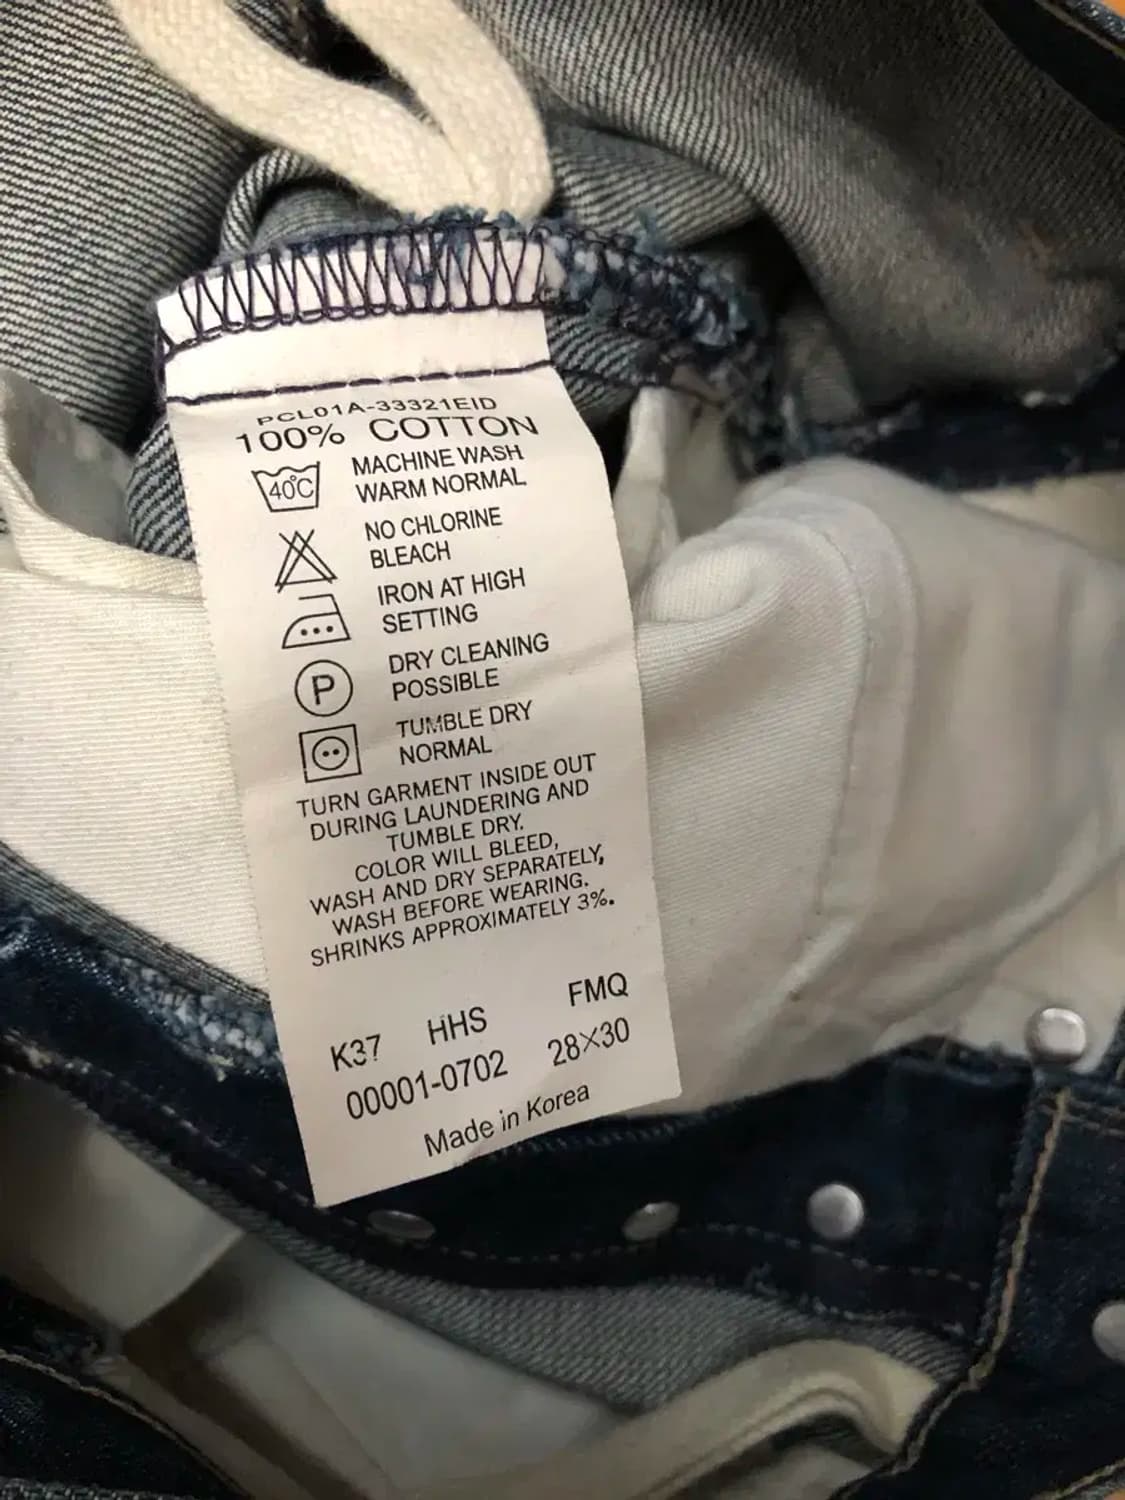 PCL01A-33321EID
100% COTTON
40°C
MACHINE WASH
WARM NORMAL
NO CHLORINE
BLEACH
IRON AT HIGH
SETTING
P
DRY CLEANING
POSSIBLE
TUMBLE DRY
NORMAL
TURN GARMENT INSIDE OUT
DURING LAUNDERING AND
TUMBLE DRY.
COLOR WILL BLEED,
WASH AND DRY SEPARATELY,
WASH BEFORE WEARING.
SHRINKS APPROXIMATELY 3%.
K37 HHS FMQ
00001-0702 28×30
Made in Korea